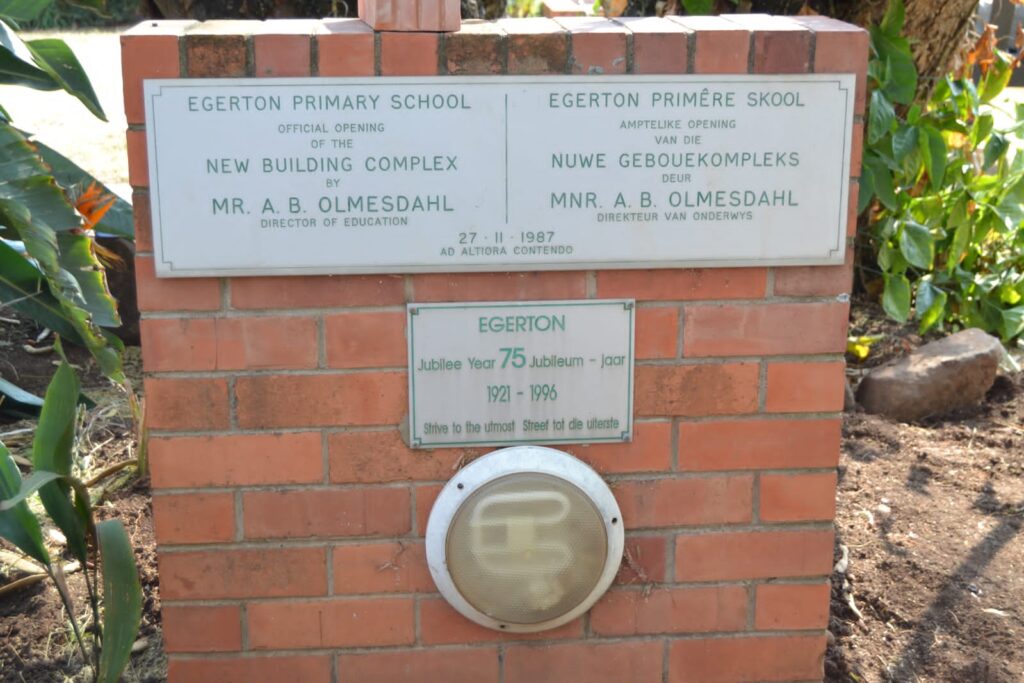 EGERTON PRIMARY SCHOOL
OFFICIAL OPENING
OF THE
NEW BUILDING COMPLEX
BY
MR. A. B. OLMESDAHL
DIRECTOR OF EDUCATION
EGERTON PRIMÊRE SKOOL
AMPTELIKE OPENING
VAN DIE
NUWE GEBOUEKOMPLEKS
DEUR
MNR. A. B. OLMESDAHL
DIREKTEUR VAN ONDERWYS
27 · 11 · 1987
AD ALTIORA CONTENDO
EGERTON
Jubilee Year 75 Jubileum - jaar
1921 - 1996
Strive to the utmost Streef tot die uiterste